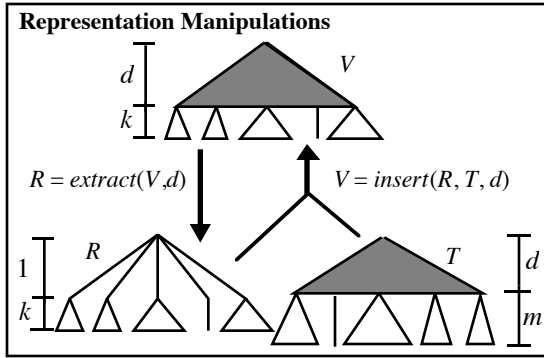 Representation Manipulations
d
V
k
R = extract(V,d)
V = insert(R, T, d)
1
R
T
d
k
m